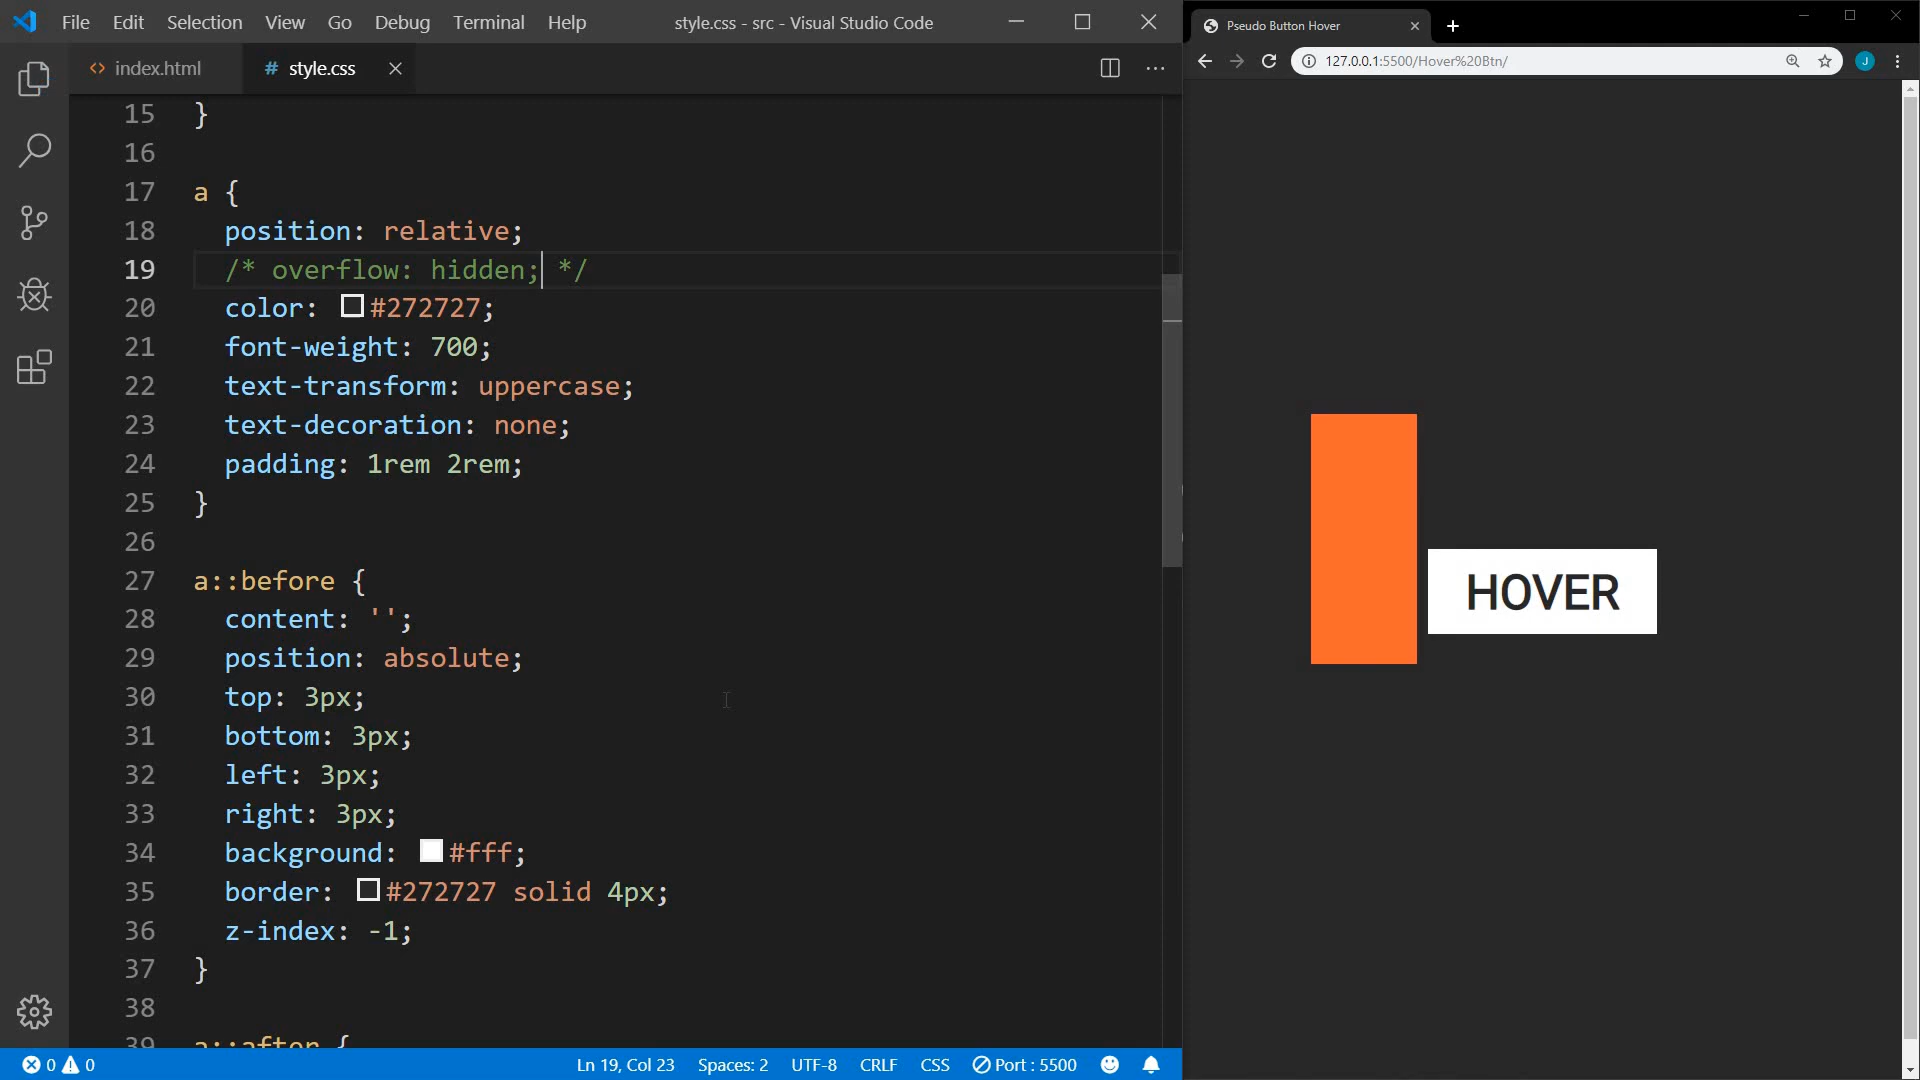 File Edit Selection View Go Debug Terminal Help style.css - src - Visual Studio Code
index.html style.css
15 }
16
17 a {
18 position: relative;
19 /* overflow: hidden; */
20 color: #272727;
21 font-weight: 700;
22 text-transform: uppercase;
23 text-decoration: none;
24 padding: 1rem 2rem;
25 }
26
27 a::before {
28 content: '';
29 position: absolute;
30 top: 3px;
31 bottom: 3px;
32 left: 3px;
33 right: 3px;
34 background: #fff;
35 border: #272727 solid 4px;
36 z-index: -1;
37 }
38
39 a::after {
0 0 Ln 19, Col 23 Spaces: 2 UTF-8 CRLF CSS Port : 5500
Pseudo Button Hover
127.0.0.1:5500/Hover%20Btn/ J
HOVER